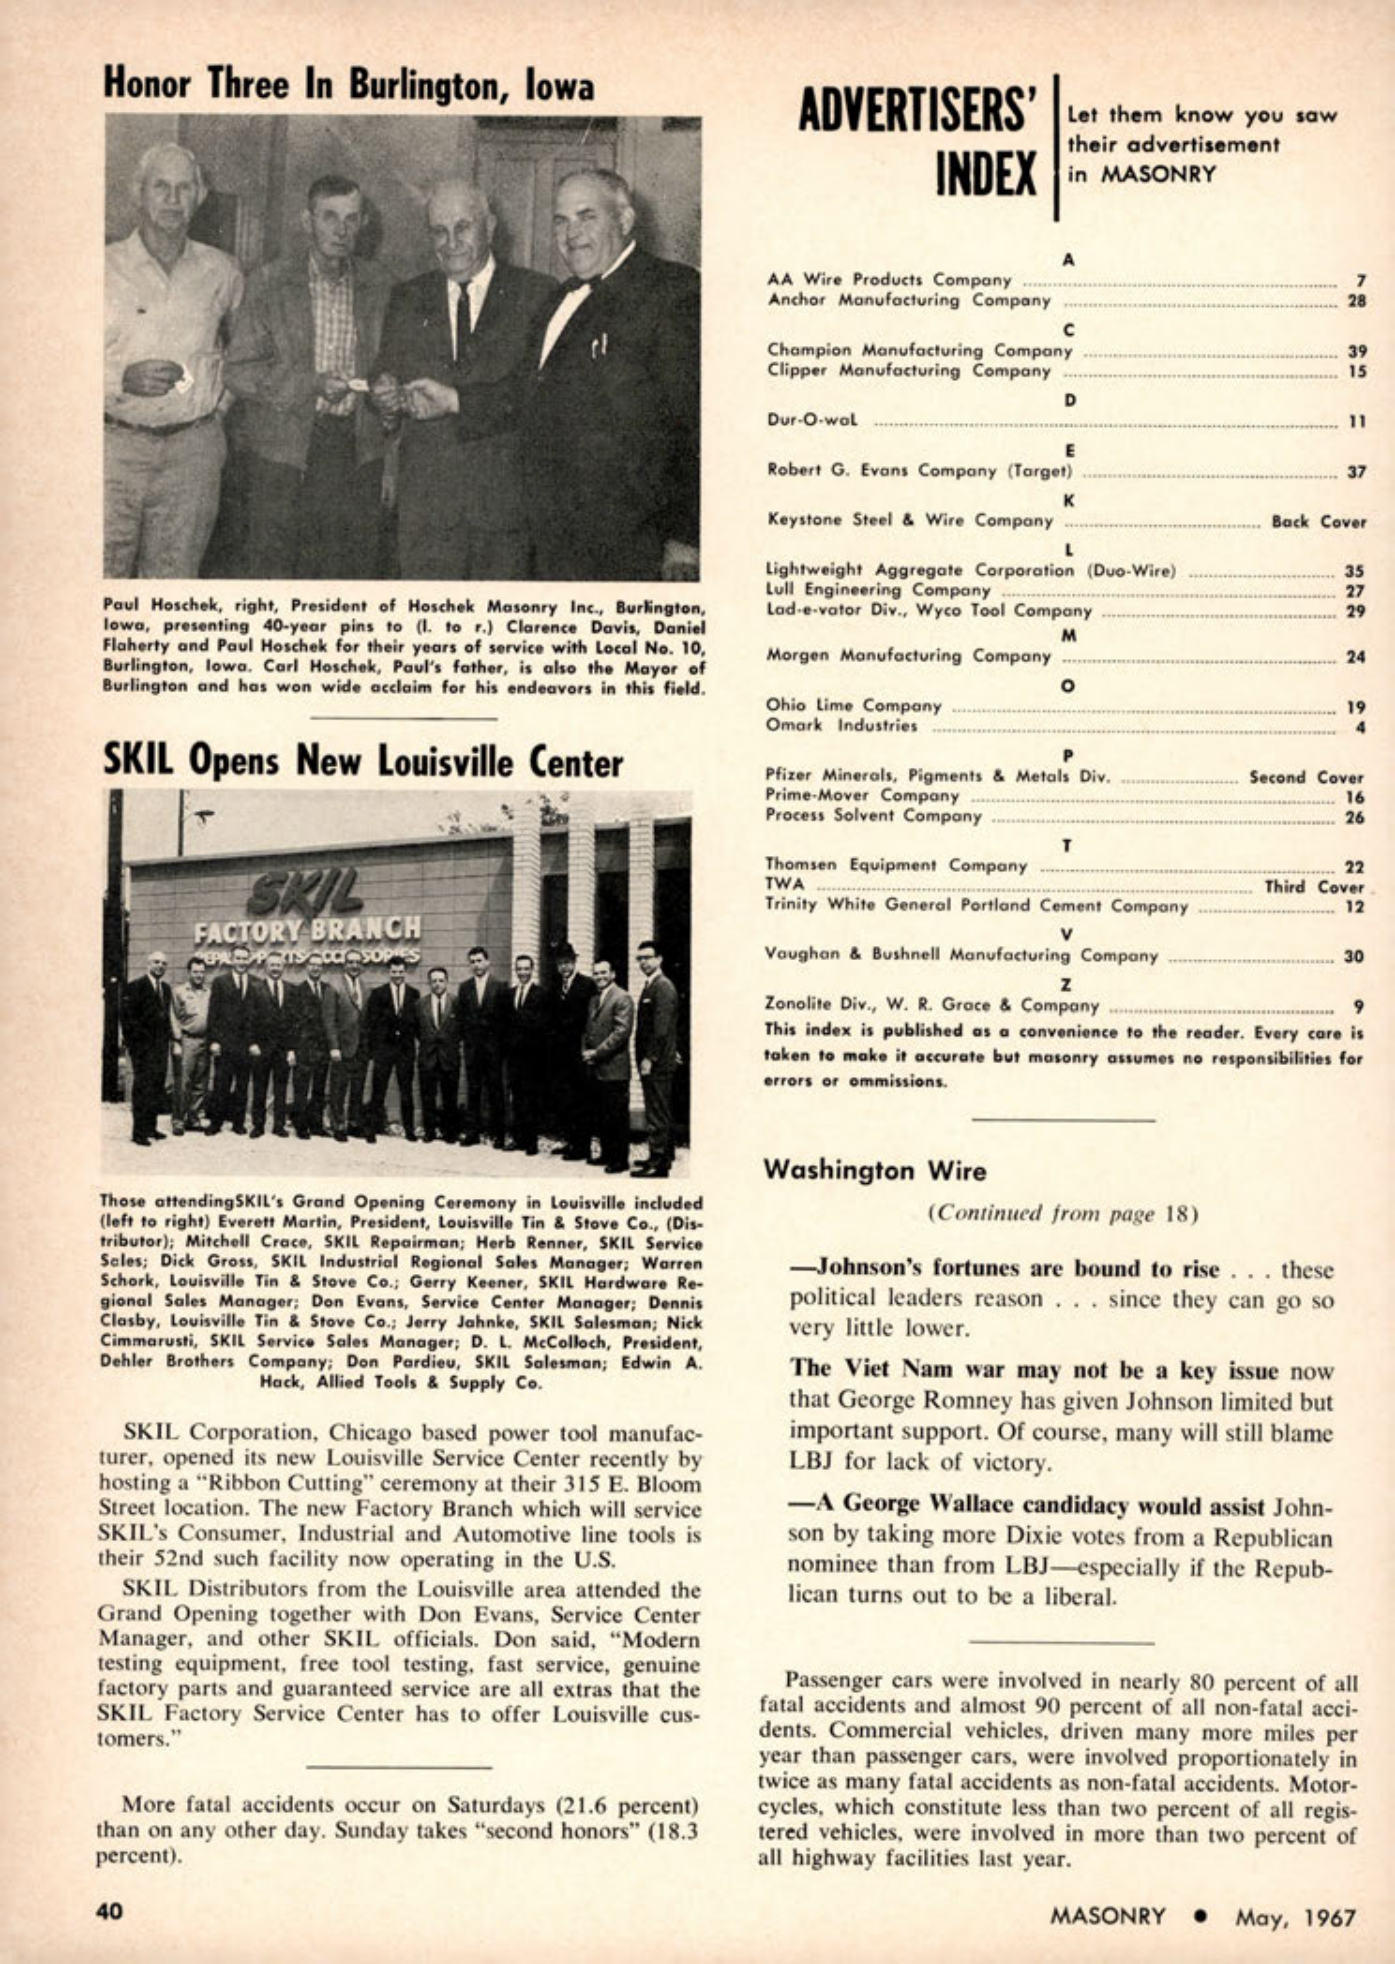 Honor Three In Burlington, Iowa
Paul Hoschek, right, President of Hoschek Masonry Inc., Burlington,
Iowa, presenting 40-year pins to (l. to r.) Clarence Davis, Daniel
Flaherty and Paul Hoschek for their years of service with Local No. 10,
Burlington, Iowa. Carl Hoschek, Paul's father, is also the Mayor of
Burlington and has won wide acclaim for his endeavors in this field.
SKIL Opens New Louisville Center
SKIL
FACTORY BRANCH
Those attendingSKIL's Grand Opening Ceremony in Louisville included
(left to right) Everett Martin, President, Louisville Tin & Stove Co., (Dis-
tributor); Mitchell Crace, SKIL Repairman; Herb Renner, SKIL Service
Sales; Dick Gross, SKIL Industrial Regional Sales Manager; Warren
Schork, Louisville Tin & Stove Co.; Gerry Keener, SKIL Hardware Re-
gional Sales Manager; Don Evans, Service Center Manager; Dennis
Clasby, Louisville Tin & Stove Co.; Jerry Jahnke, SKIL Salesman; Nick
Cimmarusti, SKIL Service Sales Manager; D. L. McColloch, President,
Dehler Brothers Company; Don Pardieu, SKIL Salesman; Edwin A.
Hack, Allied Tools & Supply Co.
SKIL Corporation, Chicago based power tool manufac-
turer, opened its new Louisville Service Center recently by
hosting a "Ribbon Cutting" ceremony at their 315 E. Bloom
Street location. The new Factory Branch which will service
SKIL's Consumer, Industrial and Automotive line tools is
their 52nd such facility now operating in the U.S.
SKIL Distributors from the Louisville area attended the
Grand Opening together with Don Evans, Service Center
Manager, and other SKIL officials. Don said, "Modern
testing equipment, free tool testing, fast service, genuine
factory parts and guaranteed service are all extras that the
SKIL Factory Service Center has to offer Louisville cus-
tomers."
More fatal accidents occur on Saturdays (21.6 percent)
than on any other day. Sunday takes "second honors" (18.3
percent).
ADVERTISERS'
INDEX
Let them know you saw
their advertisement
in MASONRY
A
AA Wire Products Company 7
Anchor Manufacturing Company 28
C
Champion Manufacturing Company 39
Clipper Manufacturing Company 15
D
Dur-O-waL 11
E
Robert G. Evans Company (Target) 37
K
Keystone Steel & Wire Company Back Cover
L
Lightweight Aggregate Corporation (Duo-Wire) 35
Lull Engineering Company 27
Lad-e-vator Div., Wyco Tool Company 29
M
Morgen Manufacturing Company 24
O
Ohio Lime Company 19
Omark Industries 4
P
Pfizer Minerals, Pigments & Metals Div. Second Cover
Prime-Mover Company 16
Process Solvent Company 26
T
Thomsen Equipment Company 22
TWA Third Cover
Trinity White General Portland Cement Company 12
V
Vaughan & Bushnell Manufacturing Company 30
Z
Zonolite Div., W. R. Grace & Company 9
This index is published as a convenience to the reader. Every care is
taken to make it accurate but masonry assumes no responsibilities for
errors or ommissions.
Washington Wire
(Continued from page 18)
—Johnson's fortunes are bound to rise . . . these
political leaders reason . . . since they can go so
very little lower.
The Viet Nam war may not be a key issue now
that George Romney has given Johnson limited but
important support. Of course, many will still blame
LBJ for lack of victory.
—A George Wallace candidacy would assist John-
son by taking more Dixie votes from a Republican
nominee than from LBJ—especially if the Repub-
lican turns out to be a liberal.
Passenger cars were involved in nearly 80 percent of all
fatal accidents and almost 90 percent of all non-fatal acci-
dents. Commercial vehicles, driven many more miles per
year than passenger cars, were involved proportionately in
twice as many fatal accidents as non-fatal accidents. Motor-
cycles, which constitute less than two percent of all regis-
tered vehicles, were involved in more than two percent of
all highway facilities last year.
40
MASONRY • May, 1967